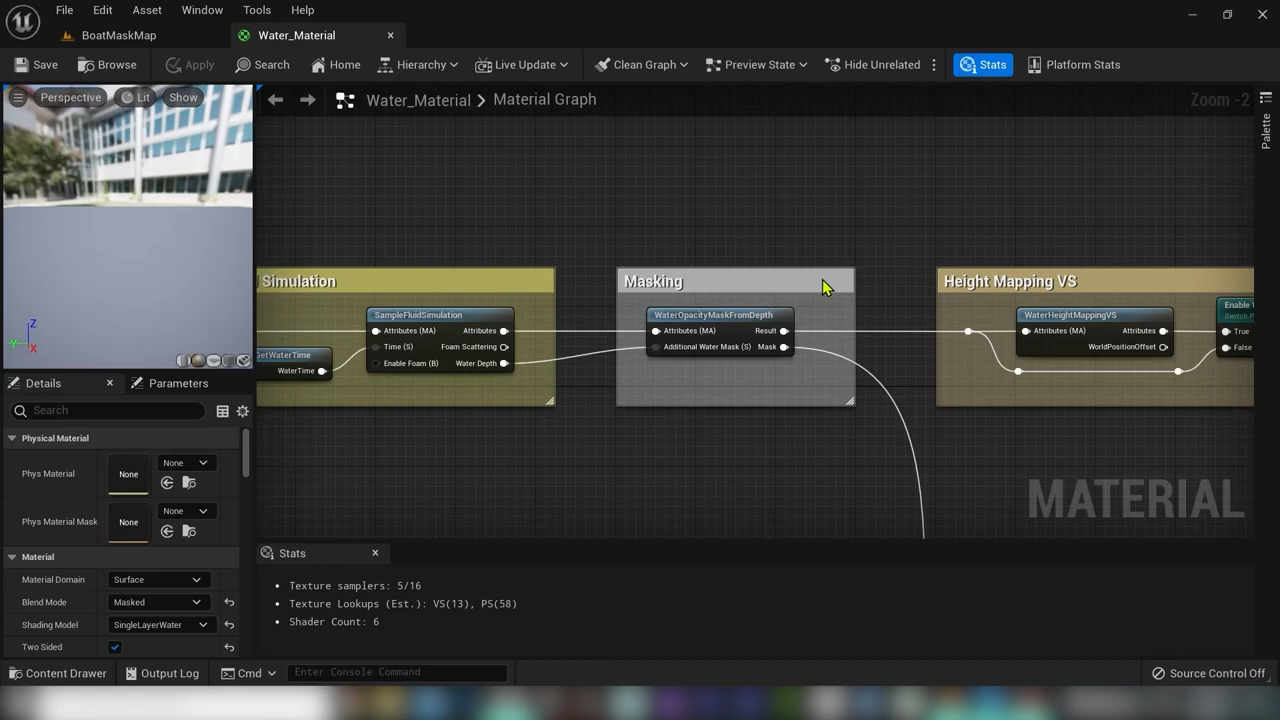 File Edit Asset Window Tools Help
BoatMaskMap Water_Material
Save Browse Apply Search Home Hierarchy Live Update Clean Graph Preview State Hide Unrelated Stats Platform Stats
Perspective Lit Show
Water_Material > Material Graph Zoom -2
Palette
Simulation
SampleFluidSimulation
Attributes (MA) Attributes
Time (S) Foam Scattering
Enable Foam (B) Water Depth
GetWaterTime
WaterTime
Masking
WaterOpacityMaskFromDepth
Attributes (MA) Result
Additional Water Mask (S) Mask
Height Mapping VS
WaterHeightMappingVS
Attributes (MA) Attributes
WorldPositionOffset
Enable
Switch
True
False
MATERIAL
Z
Y
X
Details Parameters
Search
Physical Material
Phys Material None None
Phys Material Mask None None
Material
Material Domain Surface
Blend Mode Masked
Shading Model SingleLayerWater
Two Sided
Stats
Texture samplers: 5/16
Texture Lookups (Est.): VS(13), PS(58)
Shader Count: 6
Content Drawer Output Log Cmd Enter Console Command Source Control Off